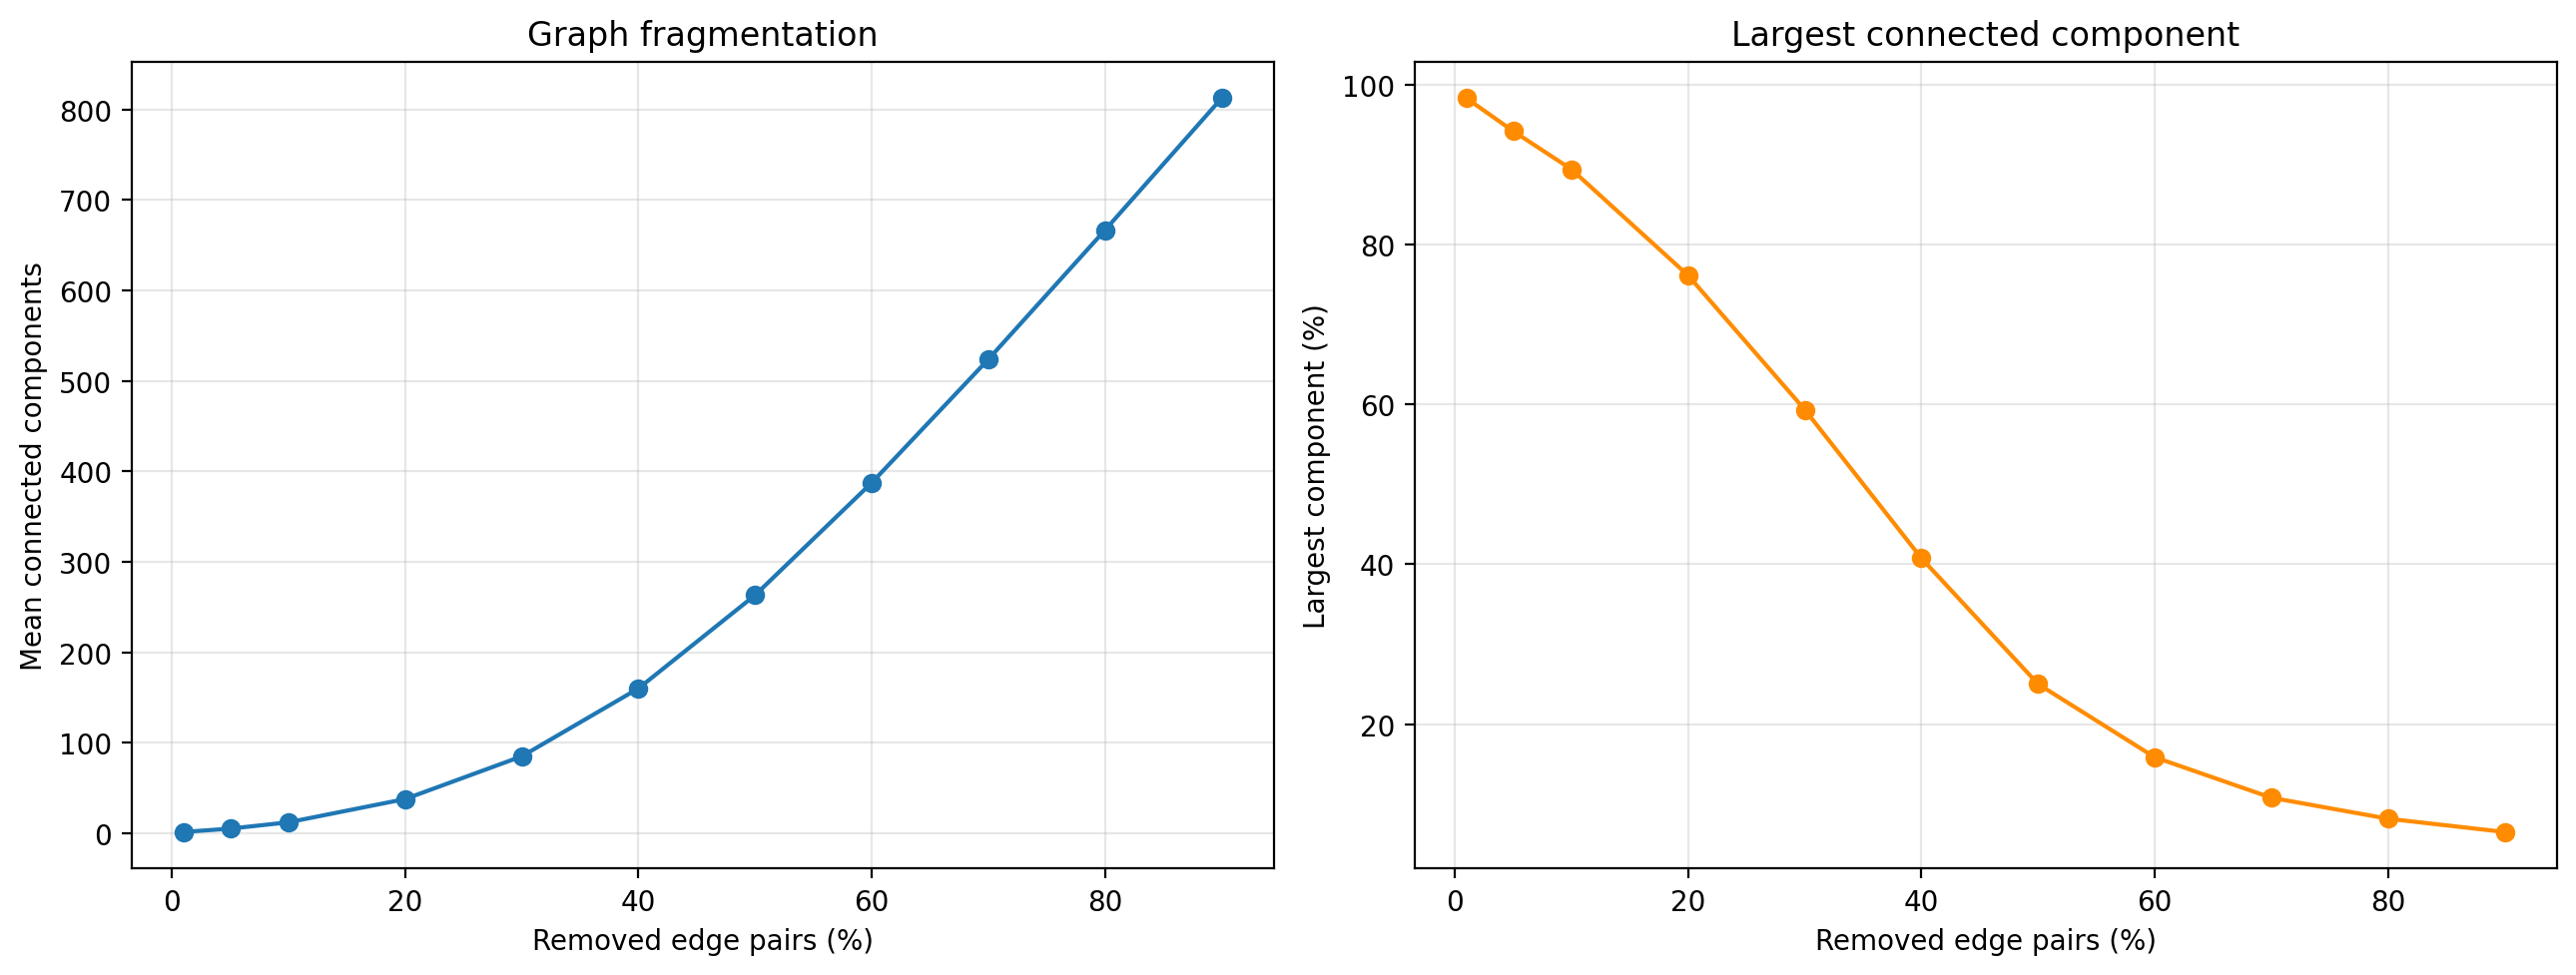 Graph fragmentation
Mean connected components
800
700
600
500
400
300
200
100
0
0 20 40 60 80
Removed edge pairs (%)
Largest connected component
Largest component (%)
100
80
60
40
20
0 20 40 60 80
Removed edge pairs (%)